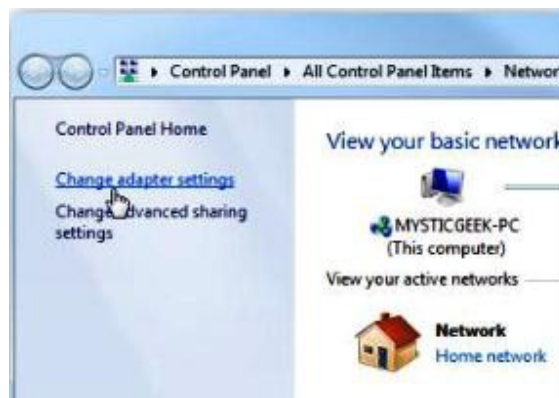 Control Panel ▸ All Control Panel Items ▸ Networ
Control Panel Home
Change adapter settings
Change advanced sharing
settings
View your basic network
MYSTICGEEK-PC
(This computer)
View your active networks
Network
Home network